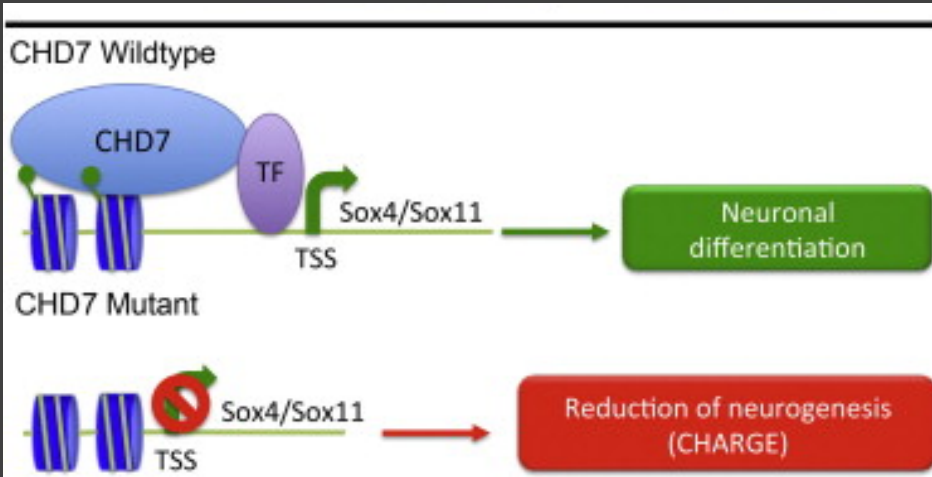 CHD7 Wildtype
CHD7
TF
Sox4/Sox11
TSS
Neuronal
differentiation
CHD7 Mutant
Sox4/Sox11
TSS
Reduction of neurogenesis
(CHARGE)